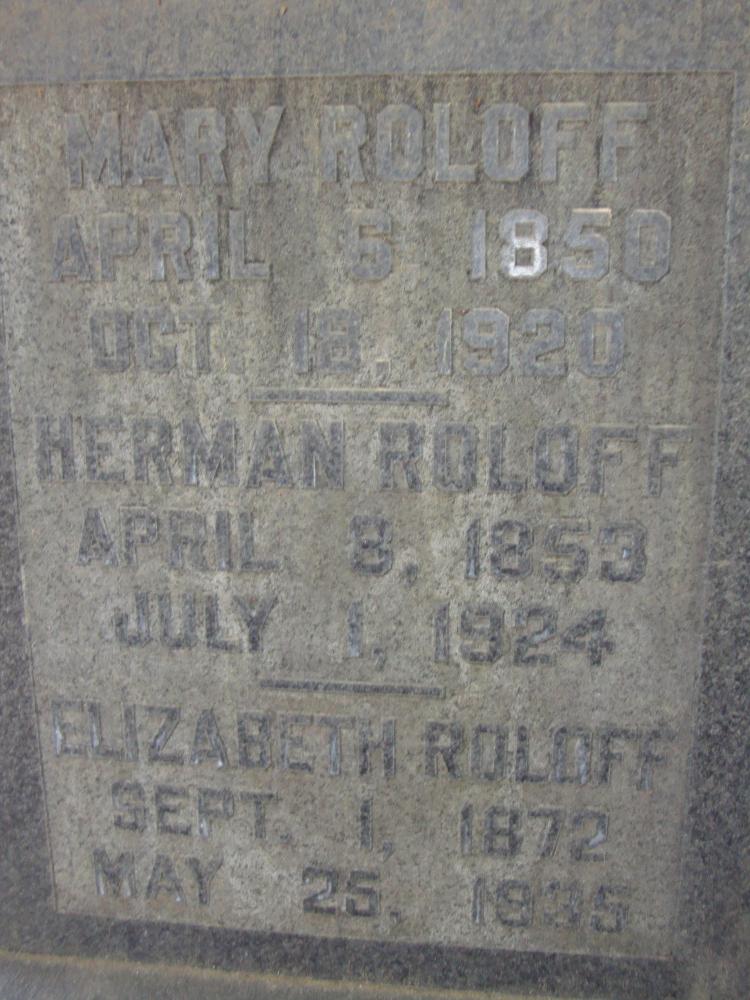 MARY ROLOFF
APRIL 6 1850
OCT. 18, 1920
HERMAN ROLOFF
APRIL 8, 1853
JULY 1, 1924
ELIZABETH ROLOFF
SEPT. 1, 1872
MAY 25, 1935